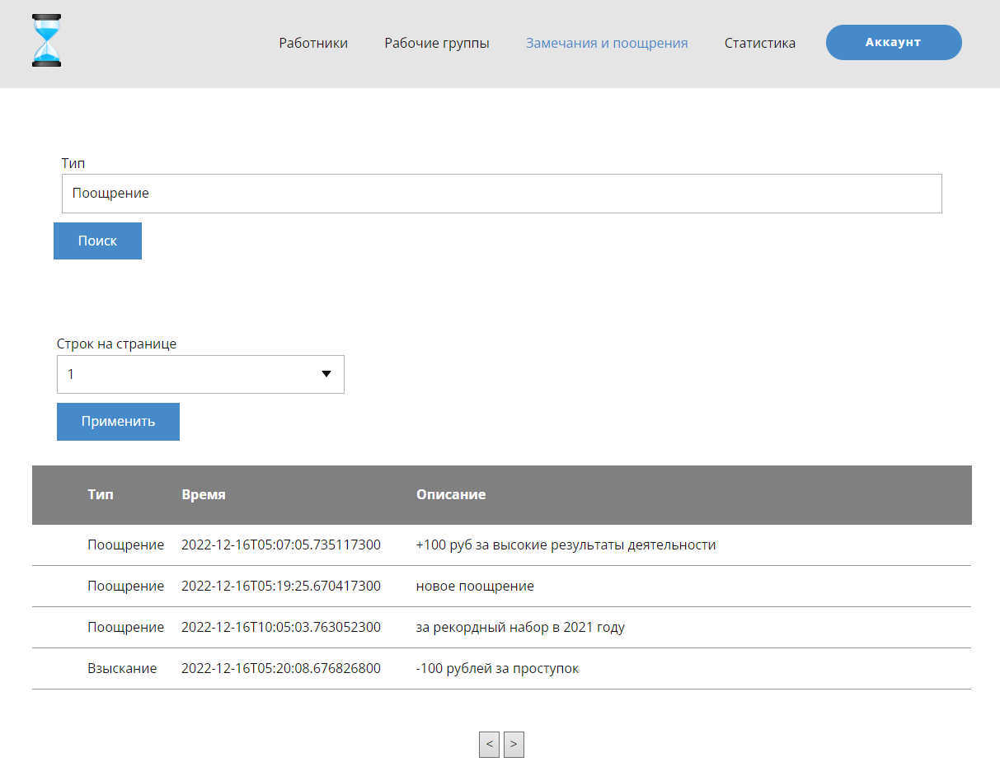 Работники Рабочие группы Замечания и поощрения Статистика Аккаунт
Тип
Поощрение
Поиск
Строк на странице
1
Применить
Тип Время Описание
Поощрение 2022-12-16T05:07:05.735117300 +100 руб за высокие результаты деятельности
Поощрение 2022-12-16T05:19:25.670417300 новое поощрение
Поощрение 2022-12-16T10:05:03.763052300 за рекордный набор в 2021 году
Взыскание 2022-12-16T05:20:08.676826800 -100 рублей за проступок
< >